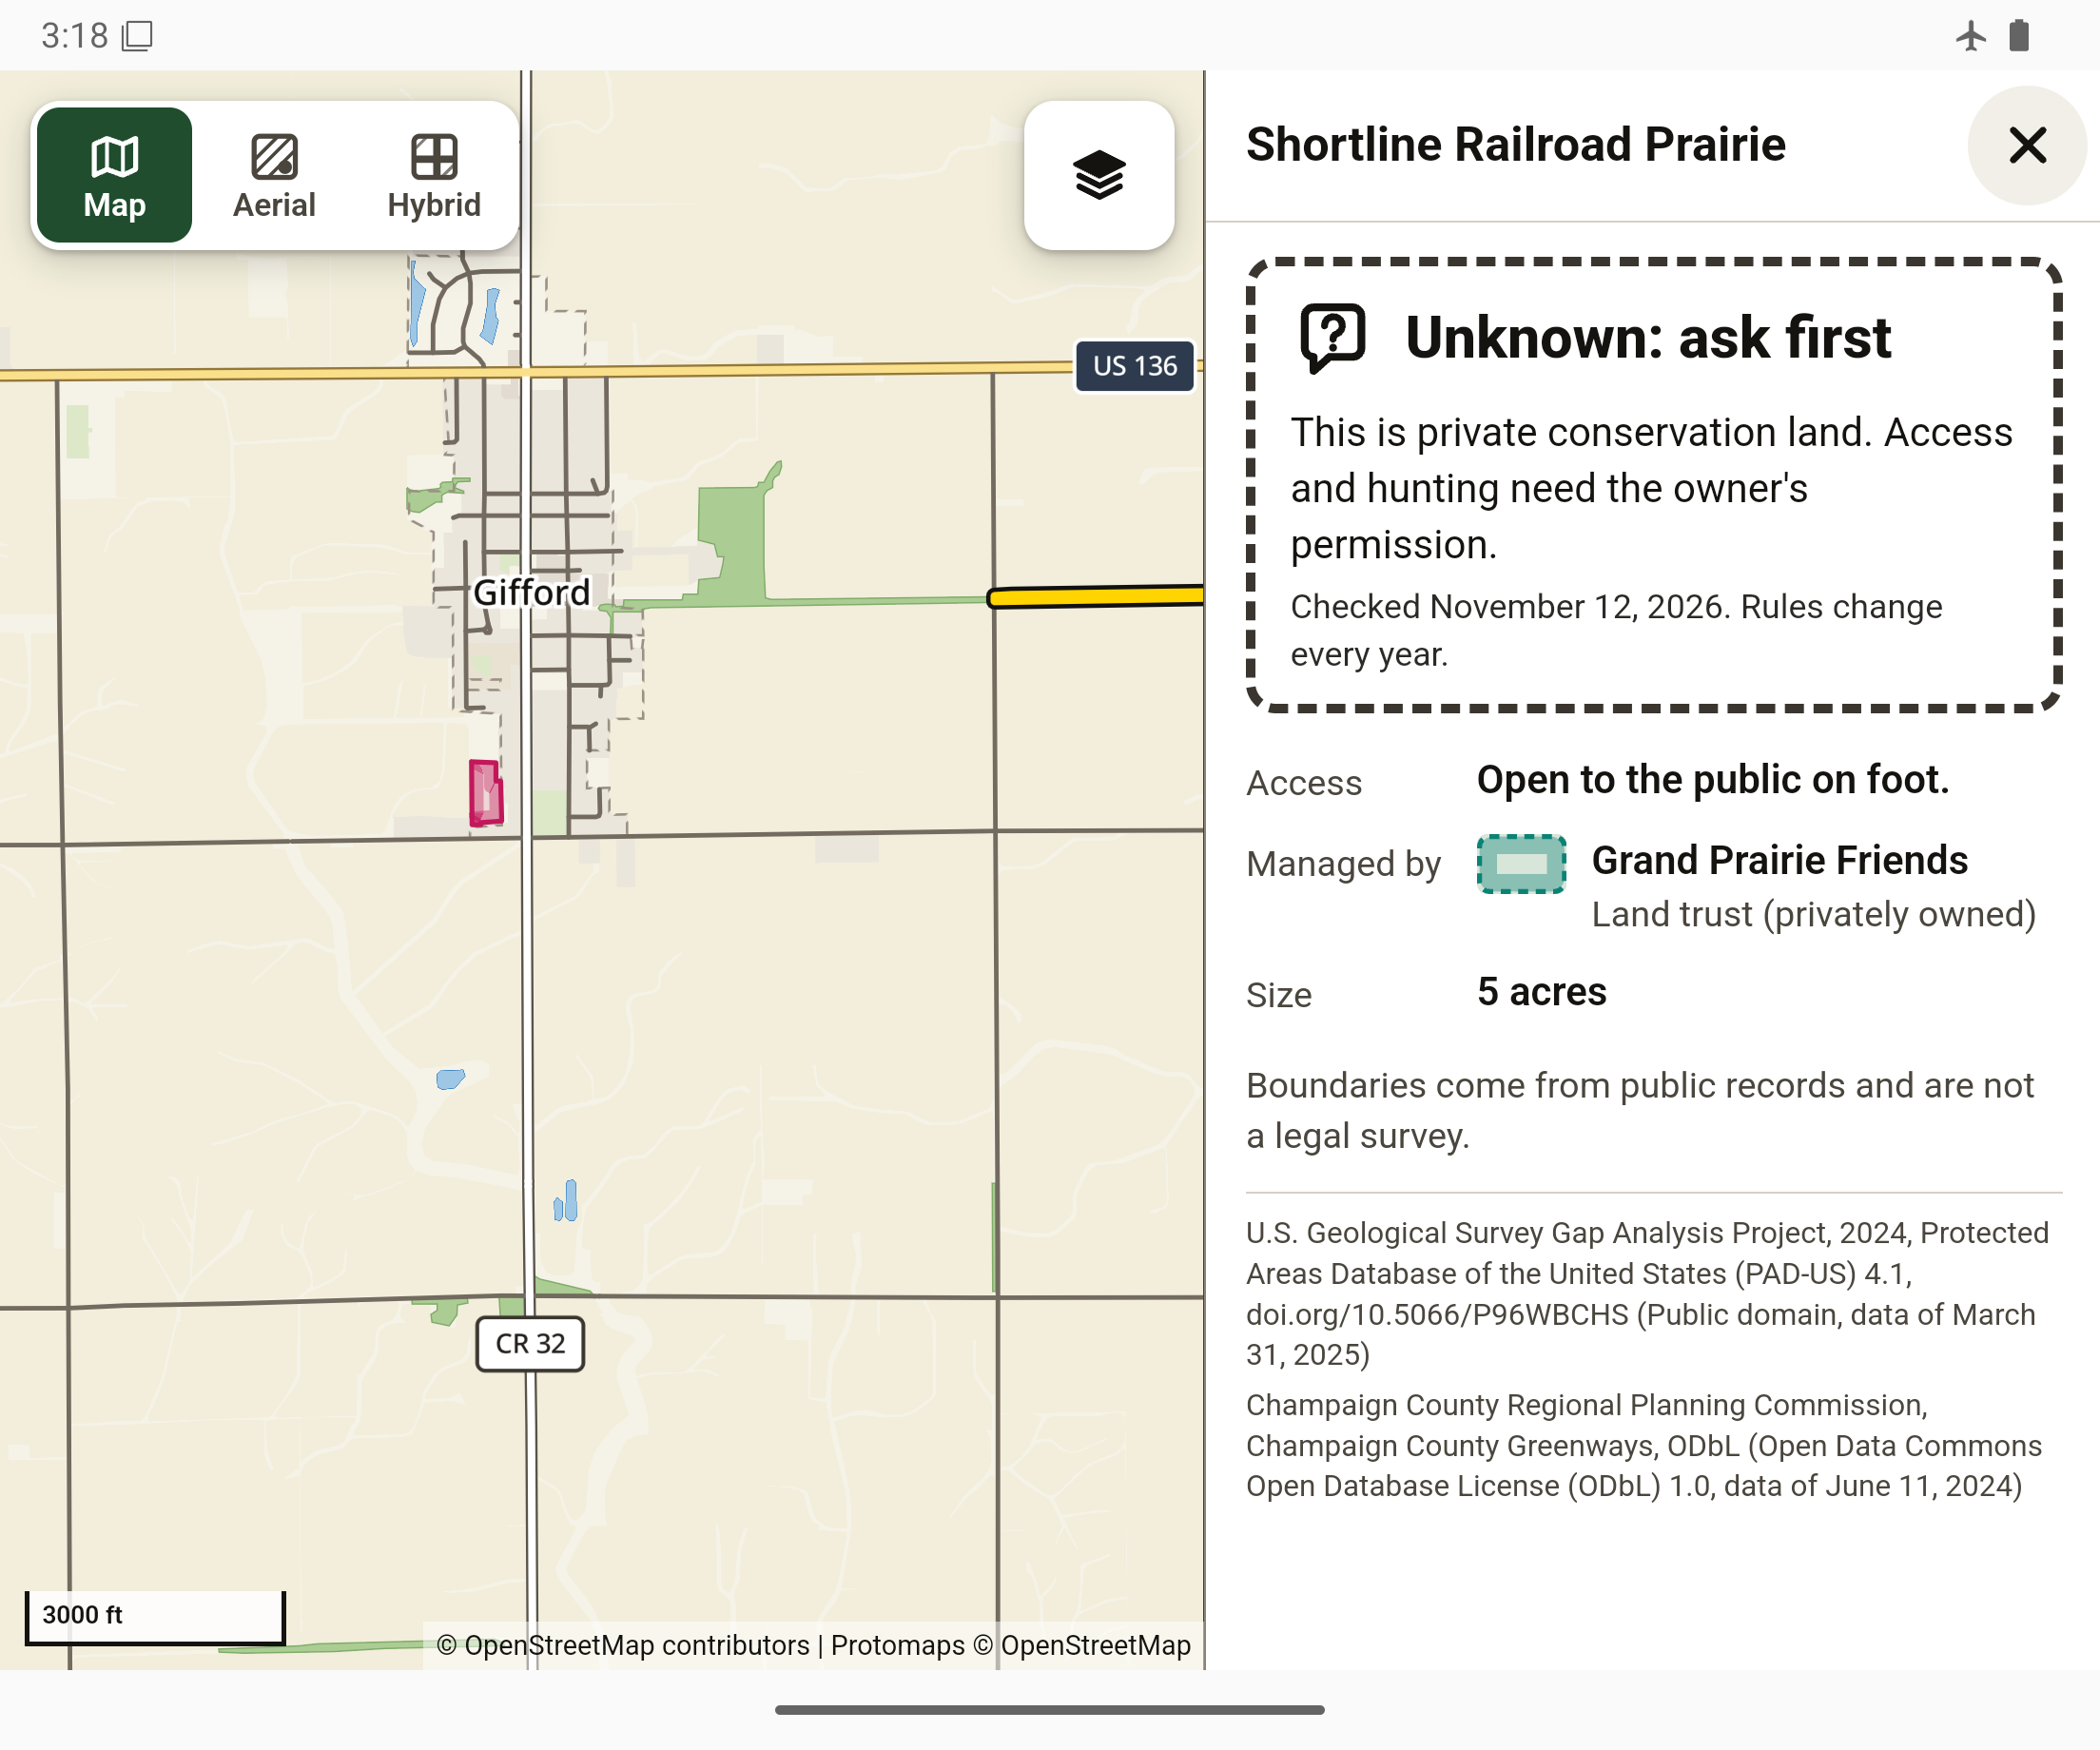 3:18
Map
Aerial
Hybrid
US 136
Gifford
CR 32
3000 ft
© OpenStreetMap contributors | Protomaps © OpenStreetMap
Shortline Railroad Prairie
Unknown: ask first
This is private conservation land. Access
and hunting need the owner's
permission.
Checked November 12, 2026. Rules change
every year.
Access Open to the public on foot.
Managed by Grand Prairie Friends
Land trust (privately owned)
Size 5 acres
Boundaries come from public records and are not
a legal survey.
U.S. Geological Survey Gap Analysis Project, 2024, Protected
Areas Database of the United States (PAD-US) 4.1,
doi.org/10.5066/P96WBCHS (Public domain, data of March
31, 2025)
Champaign County Regional Planning Commission,
Champaign County Greenways, ODbL (Open Data Commons
Open Database License (ODbL) 1.0, data of June 11, 2024)